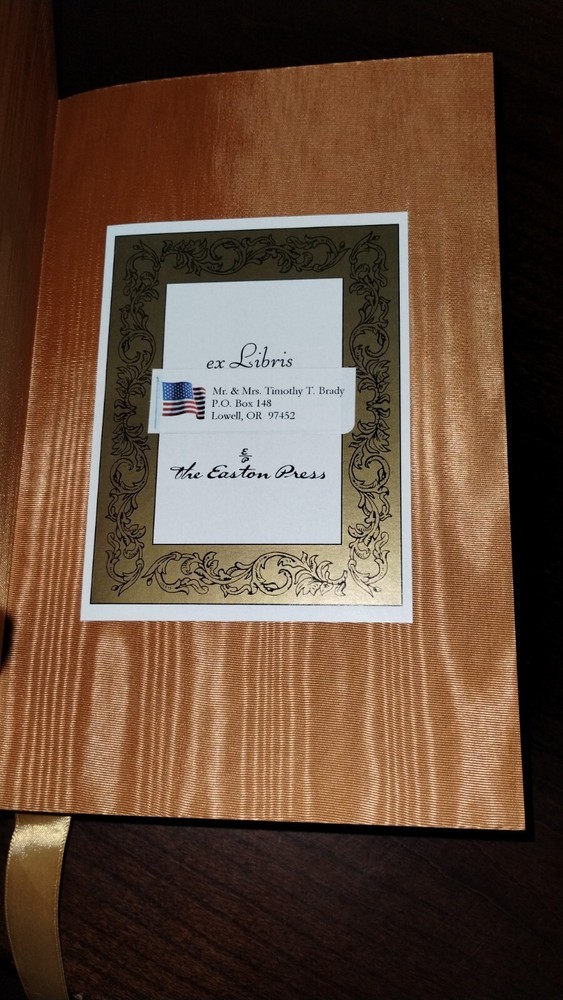 ex Libris
Mr. & Mrs. Timothy T. Brady
P.O. Box 148
Lowell, OR 97452
E/P
the Easton Press